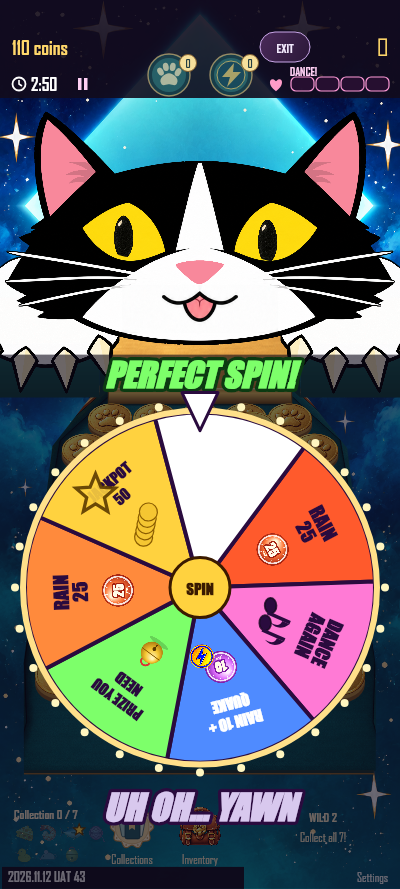 110 coins
EXIT
0
0
DANCE!
2:50
PERFECT SPIN!
50
RAIN
25
25
RAIN
25
25
SPIN
DANCE
AGAIN
PRIZE YOU
NEED
10
RAIN 10 +
QUAKE
UH OH... YAWN
Collection 0 / 7
WILD 2
Collect all 7!
Collections
Inventory
2026.11.12 UAT 43
Settings